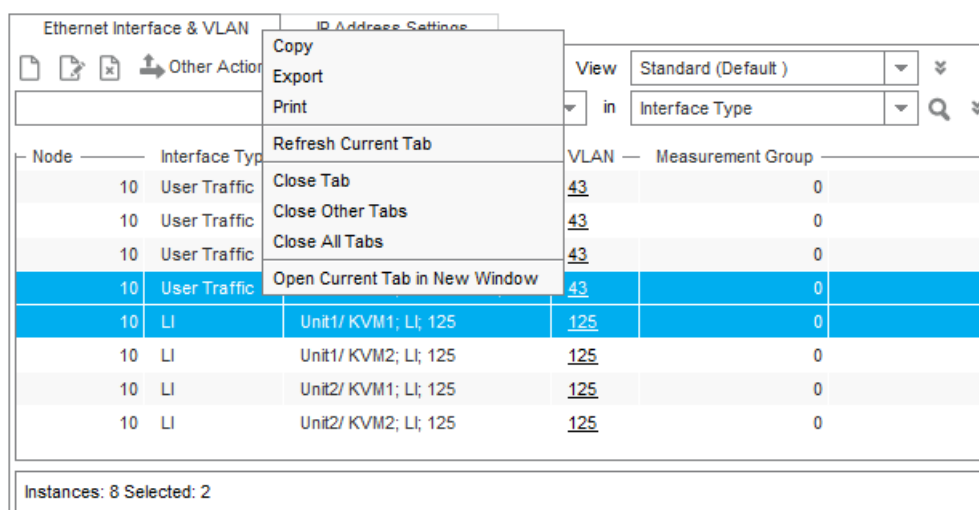 Ethernet Interface & VLAN IP Address Settings
Copy
Other Action
Export
View Standard (Default )
Print
in Interface Type
Refresh Current Tab
Node Interface Typ VLAN Measurement Group
Close Tab
10 User Traffic 43 0
Close Other Tabs
10 User Traffic 43 0
Close All Tabs
10 User Traffic 43 0
Open Current Tab in New Window
10 User Traffic 43 0
10 LI Unit1/ KVM1; LI; 125 125 0
10 LI Unit1/ KVM2; LI; 125 125 0
10 LI Unit2/ KVM1; LI; 125 125 0
10 LI Unit2/ KVM2; LI; 125 125 0
Instances: 8 Selected: 2